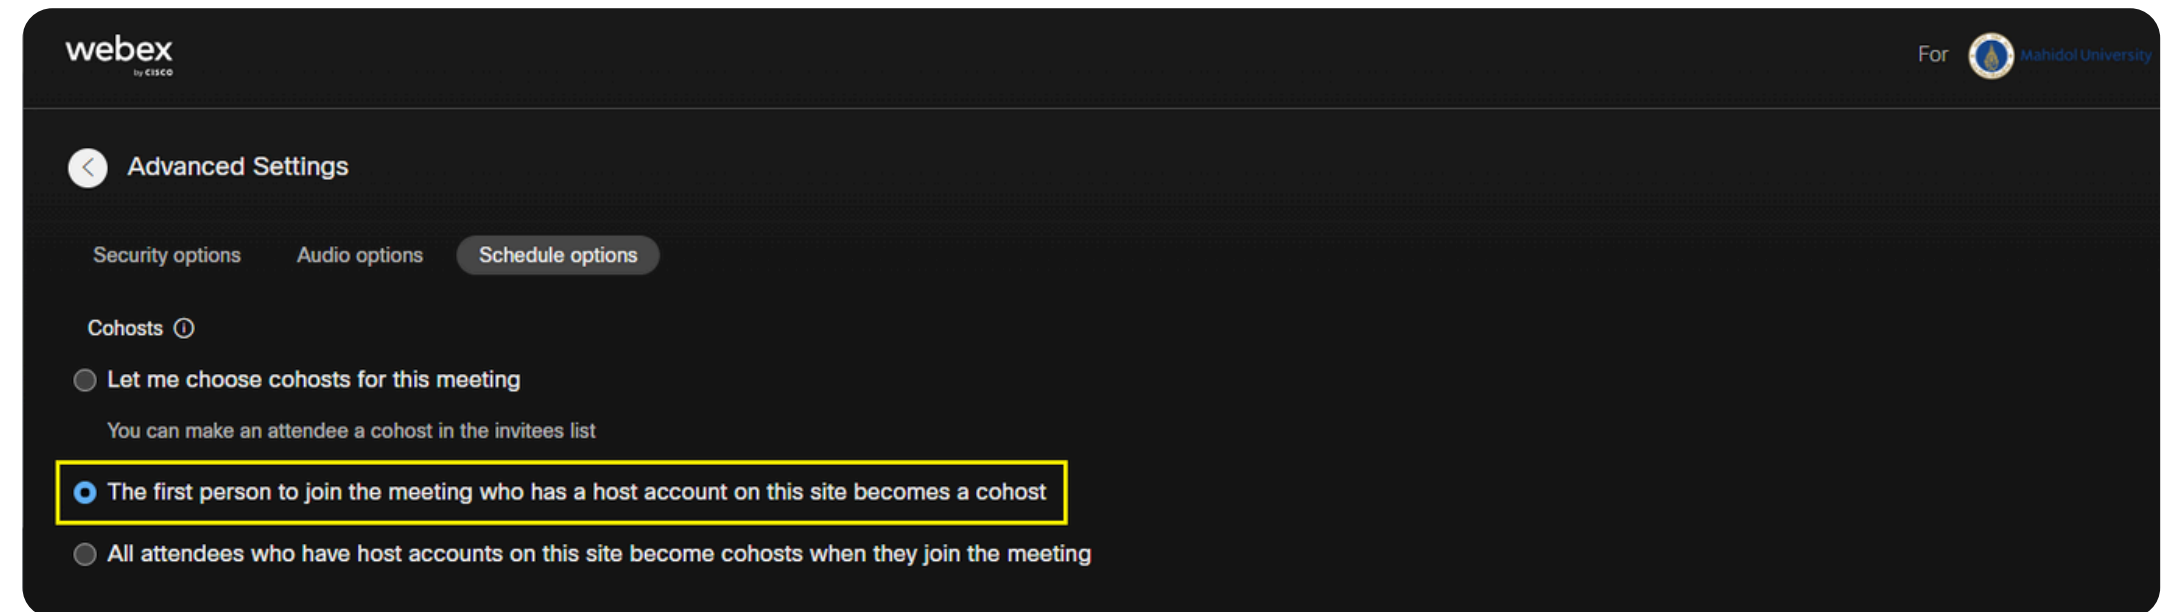 webex
by CISCO
For Mahidol University
Advanced Settings
Security options Audio options Schedule options
Cohosts
Let me choose cohosts for this meeting
You can make an attendee a cohost in the invitees list
The first person to join the meeting who has a host account on this site becomes a cohost
All attendees who have host accounts on this site become cohosts when they join the meeting